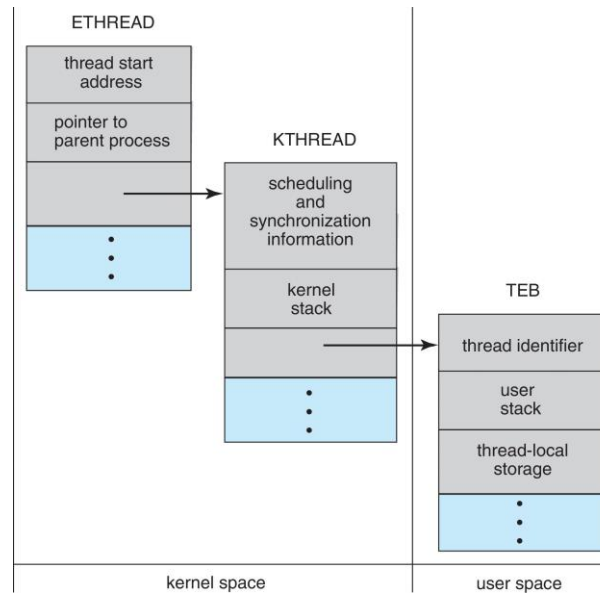 ETHREAD
thread start
address
pointer to
parent process
KTHREAD
scheduling
and
synchronization
information
kernel
stack
TEB
thread identifier
user
stack
thread-local
storage
kernel space
user space